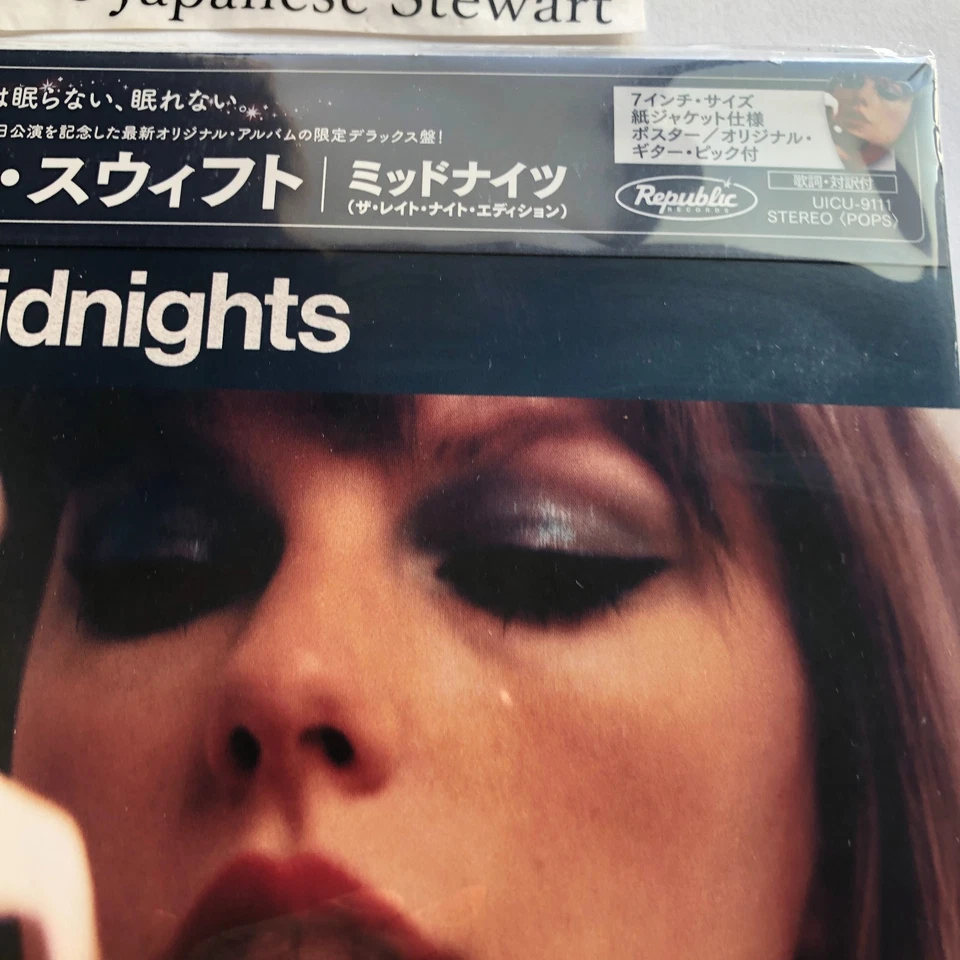 Japanese Stewart
は眠らない、眠れない。
日公演を記念した最新オリジナル・アルバムの限定デラックス盤!
・スウィフト
ミッドナイツ
(ザ・レイト・ナイト・エディション)
7インチ・サイズ
紙ジャケット仕様
ポスター／オリジナル・
ギター・ピック付
Republic
RECORDS
歌詞・対訳付
UICU-9111
STEREO〈POPS〉
idnights